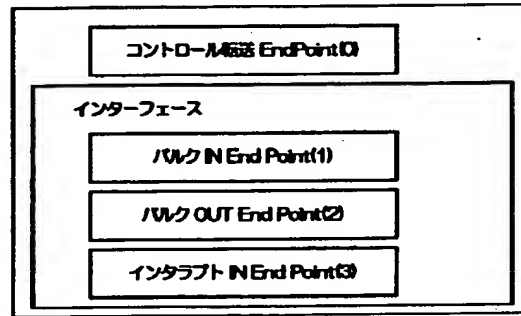 コントロール転送 EndPoint(0)
インターフェース
バルク IN End Point(1)
バルク OUT End Point(2)
インタラプト IN End Point(3)